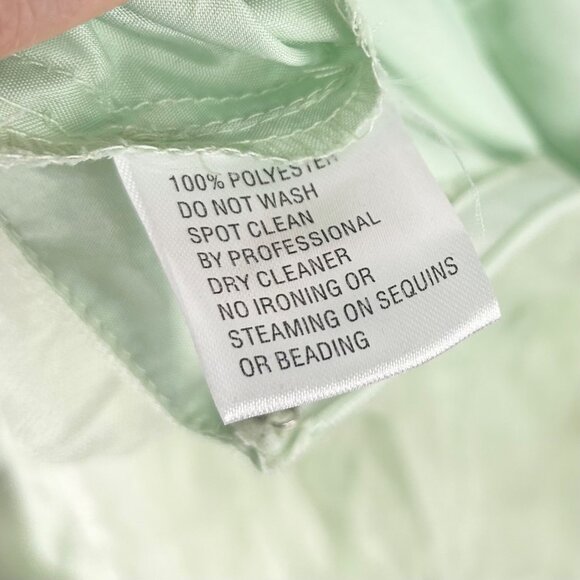 100% POLYESTER
DO NOT WASH
SPOT CLEAN
BY PROFESSIONAL
DRY CLEANER
NO IRONING OR
STEAMING ON SEQUINS
OR BEADING